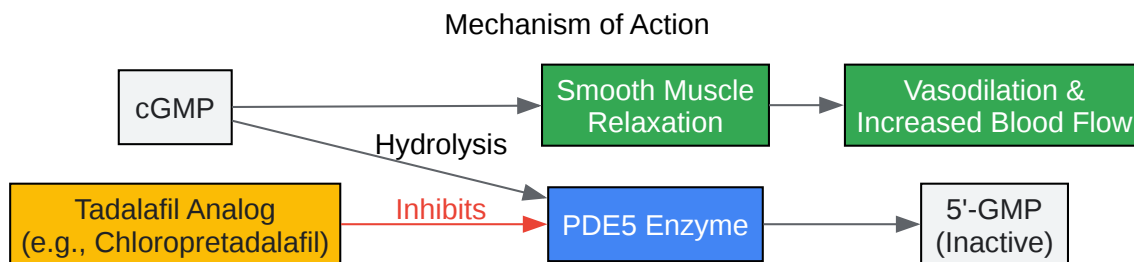 Mechanism of Action
cGMP
Smooth Muscle
Relaxation
Vasodilation &
Increased Blood Flow
Hydrolysis
Tadalafil Analog
(e.g., Chloropretadalafil)
Inhibits
PDE5 Enzyme
5'-GMP
(Inactive)